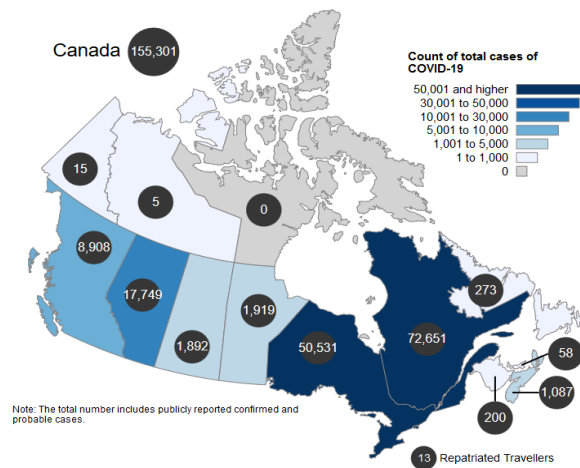 Canada 155,301
Count of total cases of
COVID-19
50,001 and higher
30,001 to 50,000
10,001 to 30,000
5,001 to 10,000
1,001 to 5,000
1 to 1,000
0
15
5
0
8,908
17,749
1,892
1,919
50,531
72,651
273
58
1,087
200
Note: The total number includes publicly reported confirmed and
probable cases.
13 Repatriated Travellers